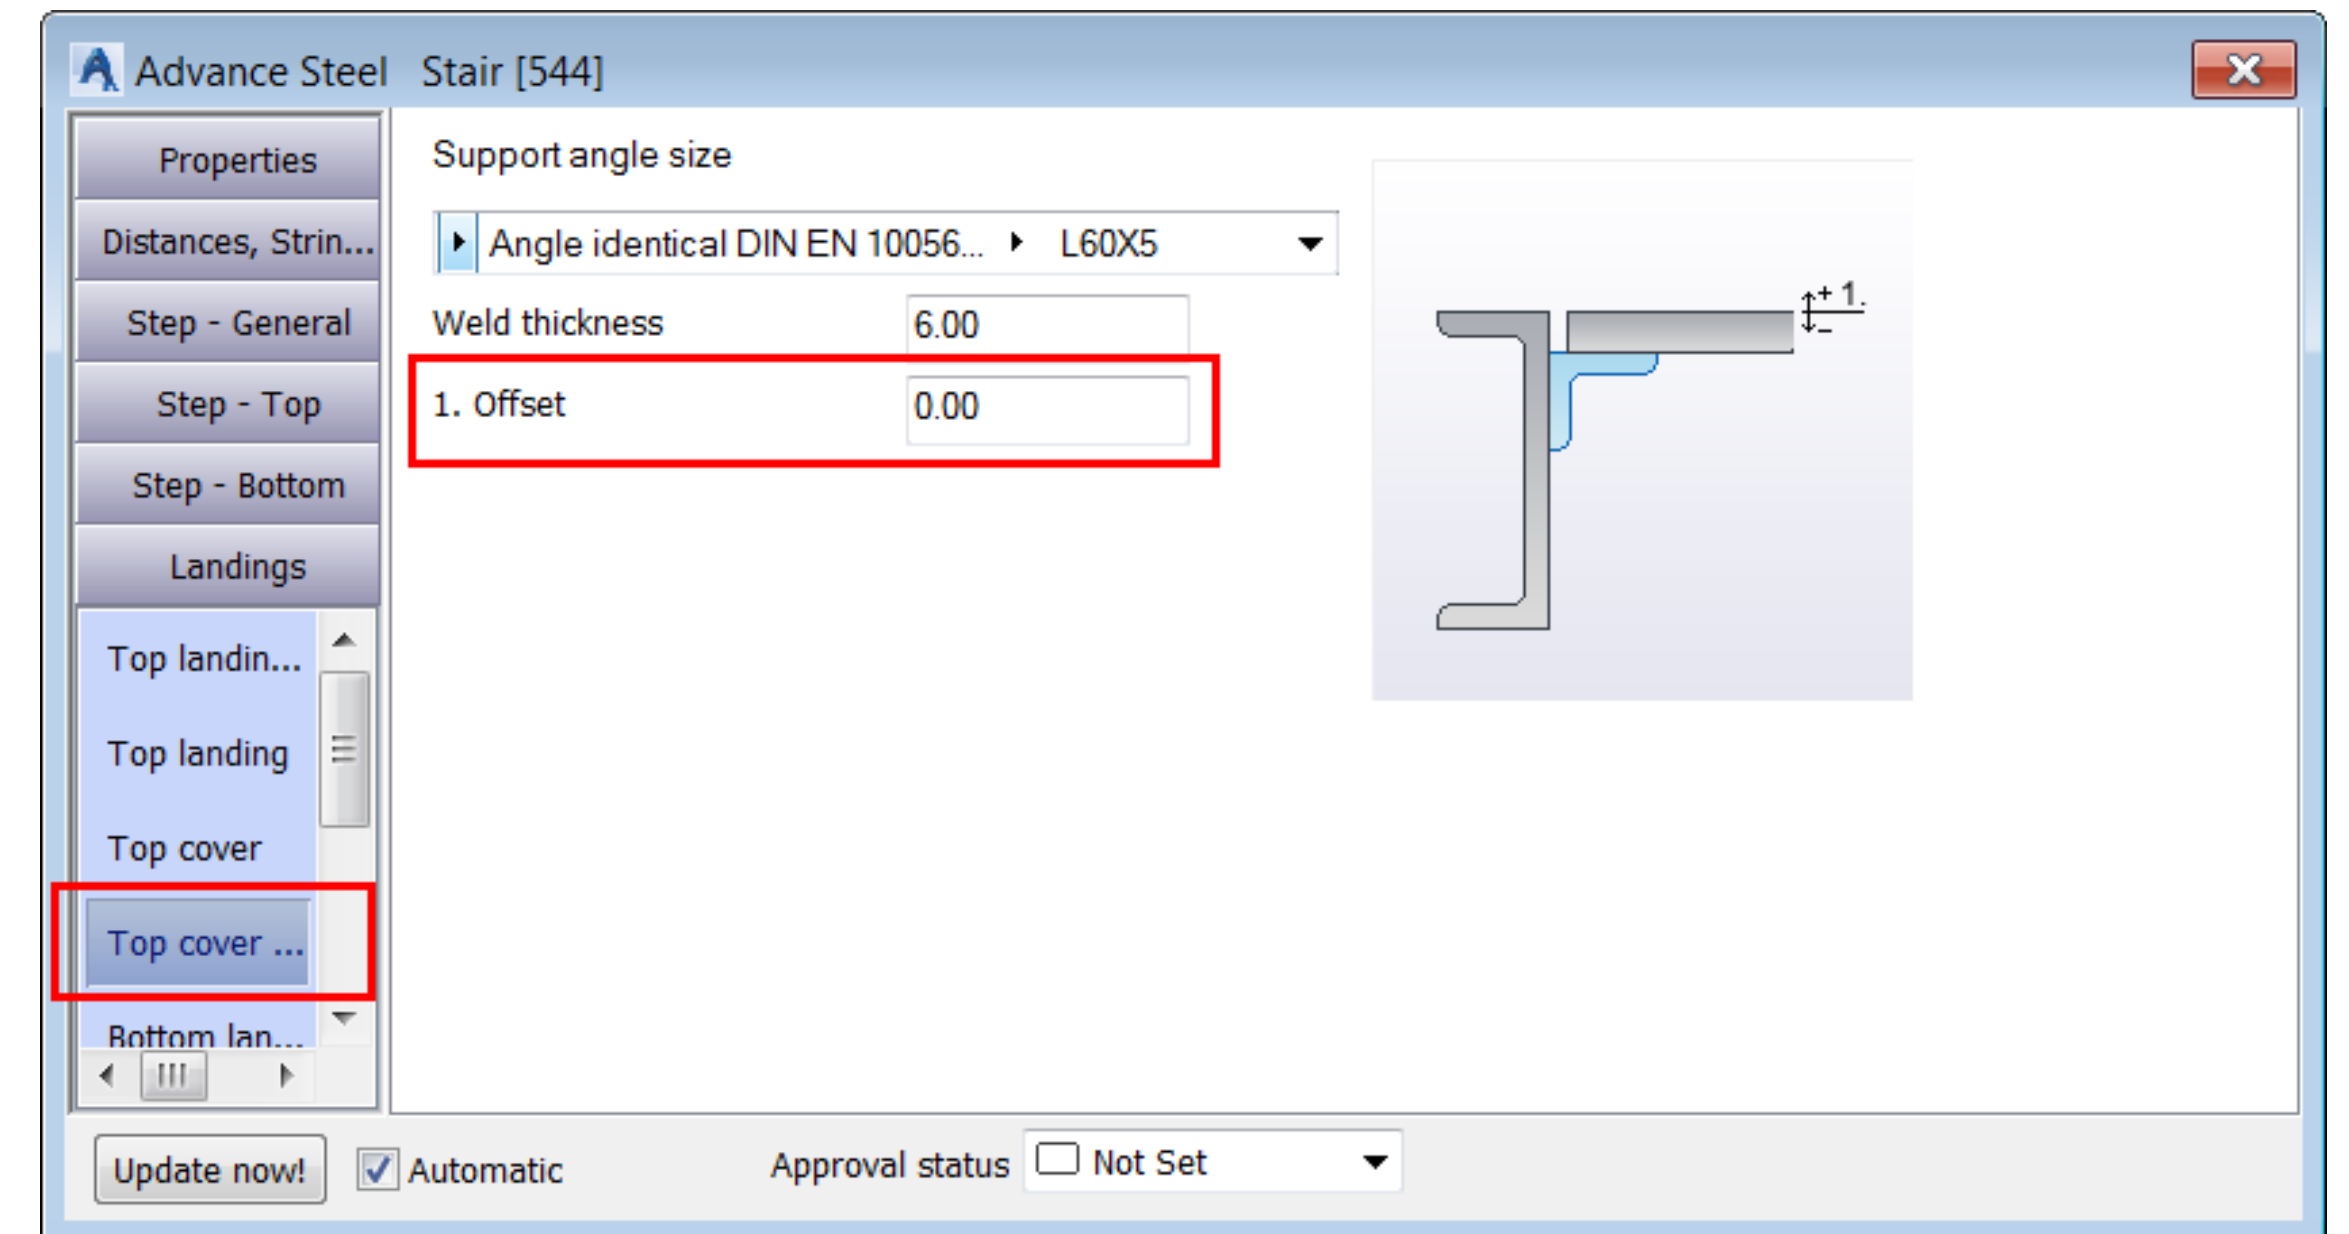 Advance Steel Stair [544]
Properties
Distances, Strin...
Step - General
Step - Top
Step - Bottom
Landings
Top landin...
Top landing
Top cover
Top cover ...
Bottom lan...
Support angle size
Angle identical DIN EN 10056... L60X5
Weld thickness 6.00
1. Offset 0.00
+ 1.
-
Update now! Automatic Approval status Not Set